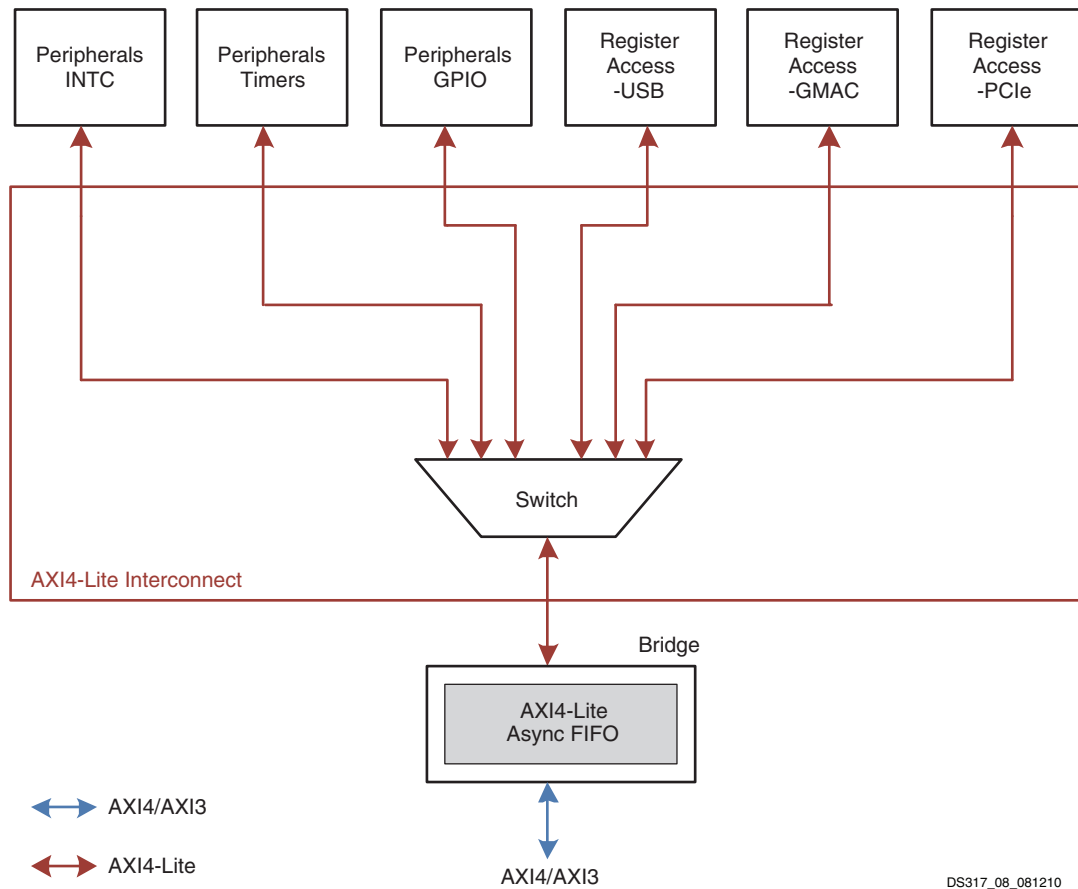 Peripherals
INTC
Peripherals
Timers
Peripherals
GPIO
Register
Access
-USB
Register
Access
-GMAC
Register
Access
-PCIe
Switch
AXI4-Lite Interconnect
Bridge
AXI4-Lite
Async FIFO
AXI4/AXI3
AXI4-Lite
AXI4/AXI3
DS317_08_081210